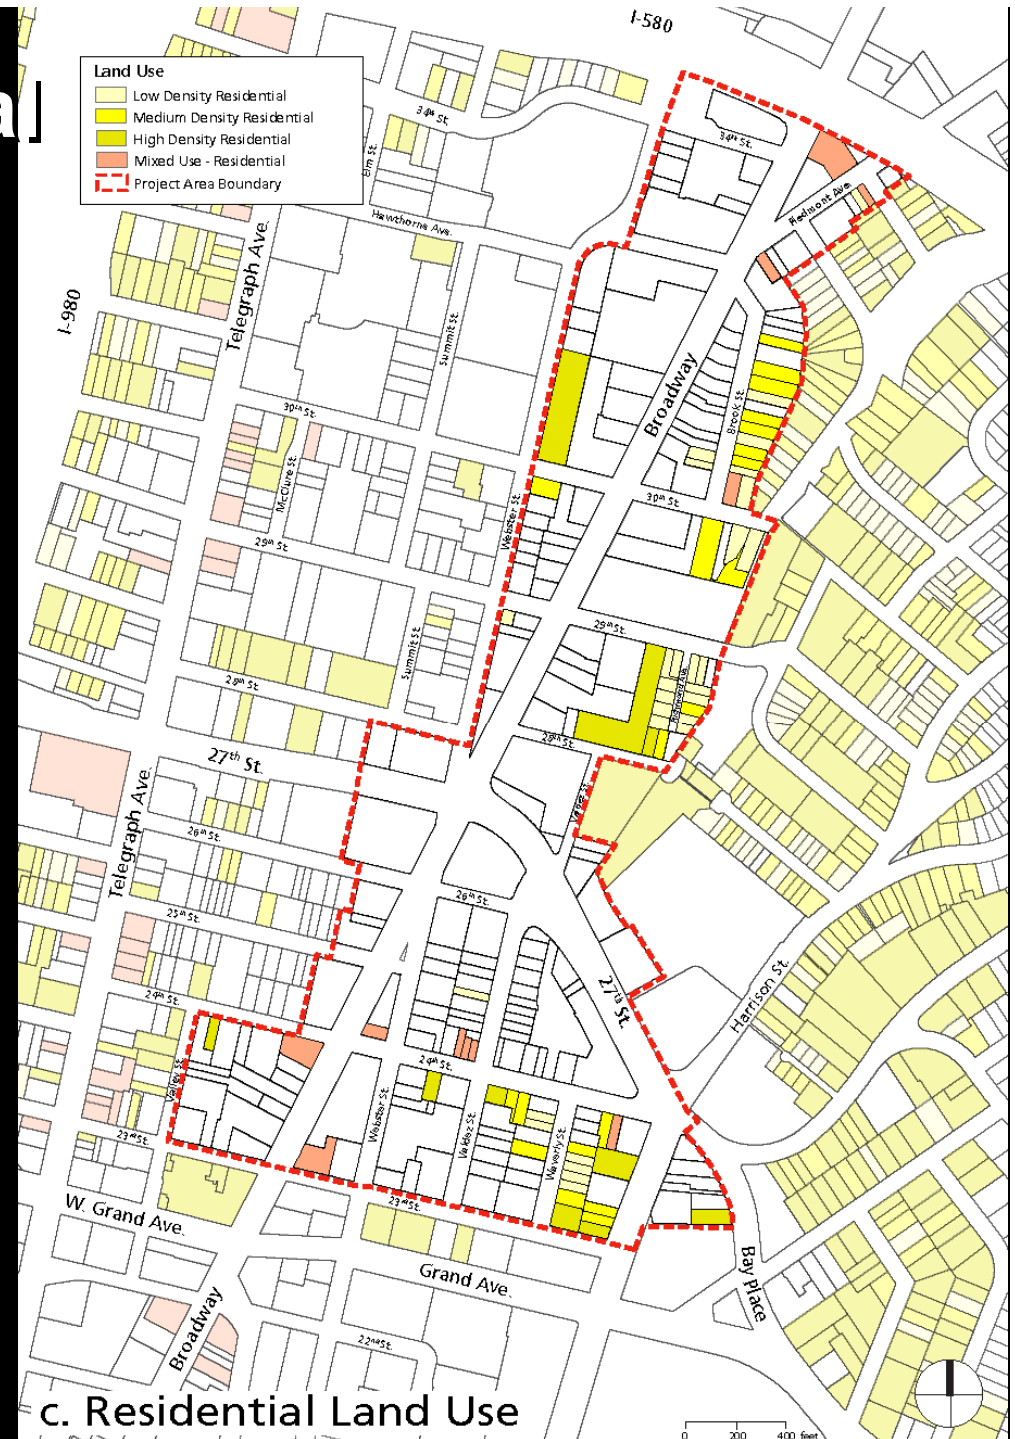 I-580
a]
Land Use
Low Density Residential
Medium Density Residential
High Density Residential
Mixed Use - Residential
Project Area Boundary
34th St.
Elm St.
34th St.
Piedmont Ave.
Hawthorne Ave.
Telegraph Ave.
I-980
Summit St.
Broadway
Brook St.
30th St.
McClure St.
30th St.
Webster St.
29th St.
29th St.
Summit St.
Richmond Ave.
28th St.
28th St.
27th St.
Valdez St.
Telegraph Ave.
26th St.
26th St.
25th St.
27th St.
Harrison St.
24th St.
24th St.
Valley St.
Webster St.
Valdez St.
Waverly St.
23rd St.
23rd St.
W. Grand Ave.
Grand Ave.
Bay Place
Broadway
22nd St.
c. Residential Land Use
0 200 400 feet